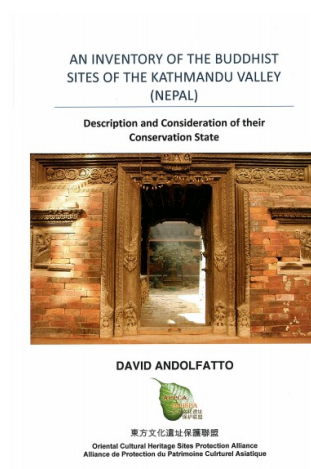 AN INVENTORY OF THE BUDDHIST
SITES OF THE KATHMANDU VALLEY
(NEPAL)
Description and Consideration of their
Conservation State
DAVID ANDOLFATTO
東方文化遺址保護聯盟
Oriental Cultural Heritage Sites Protection Alliance
Alliance de Protection du Patrimoine Culturel Asiatique